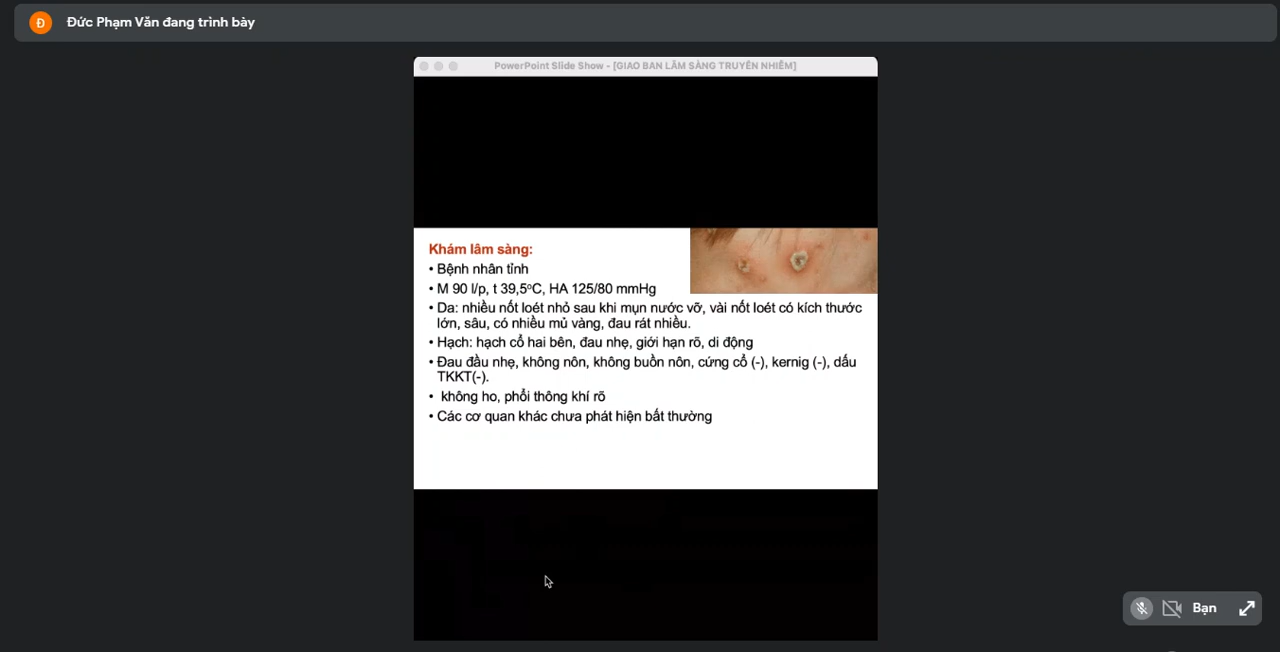 Đ
Đức Phạm Vắn đang trình bày
PowerPoint Slide Show - [GIAO BAN LÂM SÀNG TRUYỀN NHIỄM]
Khám lâm sàng:
• Bệnh nhân tỉnh
• M 90 l/p, t 39,5ºC, HA 125/80 mmHg
• Da: nhiều nốt loét nhỏ sau khi mụn nước vỡ, vài nốt loét có kích thước
lớn, sâu, có nhiều mủ vàng, đau rát nhiều.
• Hạch: hạch cổ hai bên, đau nhẹ, giới hạn rõ, di động
• Đau đầu nhẹ, không nôn, không buồn nôn, cứng cổ (-), kernig (-), dấu
TKKT(-).
• không ho, phổi thông khí rõ
• Các cơ quan khác chưa phát hiện bất thường
Bạn